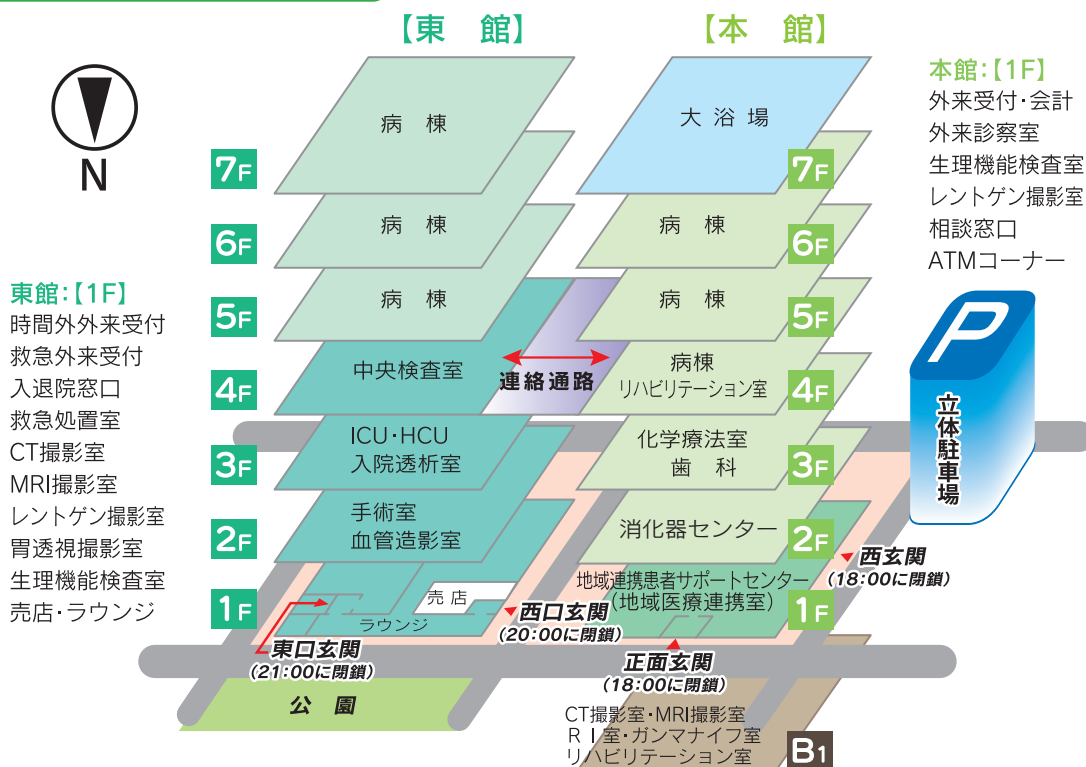 【東 館】
【本 館】
N
7F
病 棟
6F
病 棟
5F
病 棟
4F
中央検査室
3F
ICU・HCU
入院透析室
2F
手術室
血管造影室
1F
売店
ラウンジ
連絡通路
大浴場
7F
病 棟
6F
病 棟
5F
病棟
リハビリテーション室
4F
化学療法室
歯 科
3F
消化器センター
2F
地域連携患者サポートセンター
(地域医療連携室)
1F
東館:【1F】
時間外外来受付
救急外来受付
入退院窓口
救急処置室
CT撮影室
MRI撮影室
レントゲン撮影室
胃透視撮影室
生理機能検査室
売店・ラウンジ
本館:【1F】
外来受付・会計
外来診察室
生理機能検査室
レントゲン撮影室
相談窓口
ATMコーナー
P
立体駐車場
西玄関
(18:00に閉鎖)
西口玄関
(20:00に閉鎖)
東口玄関
(21:00に閉鎖)
正面玄関
(18:00に閉鎖)
公 園
CT撮影室・MRI撮影室
RI室・ガンマナイフ室
リハビリテーション室
B1